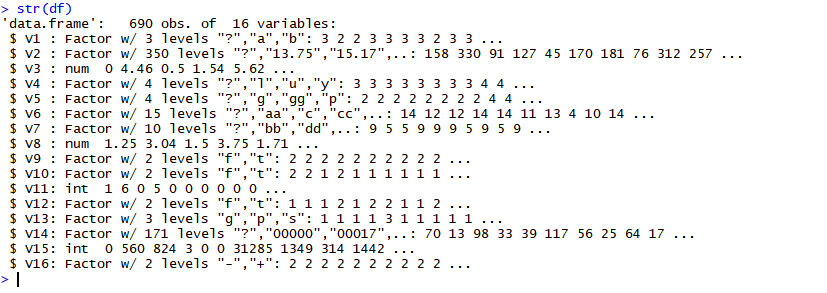 > str(df)
'data.frame':   690 obs. of  16 variables:
 $ V1 : Factor w/ 3 levels "?","a","b": 3 2 2 3 3 3 3 2 3 3 ...
 $ V2 : Factor w/ 350 levels "?","13.75","15.17",..: 158 330 91 127 45 170 181 76 312 257 ...
 $ V3 : num  0 4.46 0.5 1.54 5.62 ...
 $ V4 : Factor w/ 4 levels "?","l","u","y": 3 3 3 3 3 3 3 3 4 4 ...
 $ V5 : Factor w/ 4 levels "?","g","gg","p": 2 2 2 2 2 2 2 2 4 4 ...
 $ V6 : Factor w/ 15 levels "?","aa","c","cc",..: 14 12 12 14 14 11 13 4 10 14 ...
 $ V7 : Factor w/ 10 levels "?","bb","dd",..: 9 5 5 9 9 9 5 9 5 9 ...
 $ V8 : num  1.25 3.04 1.5 3.75 1.71 ...
 $ V9 : Factor w/ 2 levels "f","t": 2 2 2 2 2 2 2 2 2 2 ...
 $ V10: Factor w/ 2 levels "f","t": 2 2 1 2 1 1 1 1 1 1 ...
 $ V11: int  1 6 0 5 0 0 0 0 0 0 ...
 $ V12: Factor w/ 2 levels "f","t": 1 1 1 2 1 2 2 1 1 2 ...
 $ V13: Factor w/ 3 levels "g","p","s": 1 1 1 1 3 1 1 1 1 1 ...
 $ V14: Factor w/ 171 levels "?","00000","00017",..: 70 13 98 33 39 117 56 25 64 17 ...
 $ V15: int  0 560 824 3 0 0 31285 1349 314 1442 ...
 $ V16: Factor w/ 2 levels "-","+": 2 2 2 2 2 2 2 2 2 2 ...
>